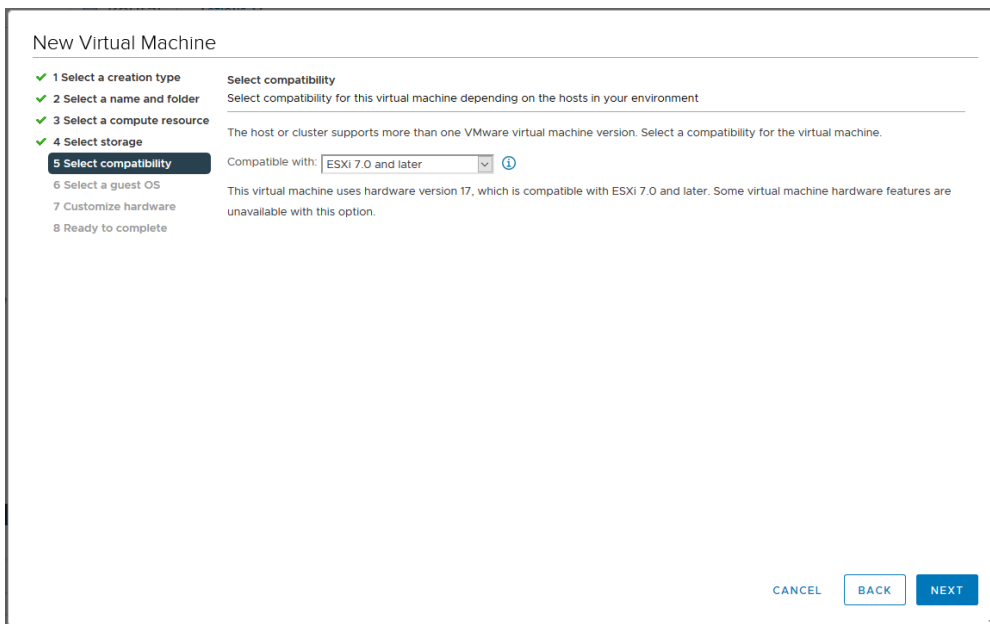 New Virtual Machine
1 Select a creation type
2 Select a name and folder
3 Select a compute resource
4 Select storage
5 Select compatibility
6 Select a guest OS
7 Customize hardware
8 Ready to complete
Select compatibility
Select compatibility for this virtual machine depending on the hosts in your environment
The host or cluster supports more than one VMware virtual machine version. Select a compatibility for the virtual machine.
Compatible with: ESXi 7.0 and later
This virtual machine uses hardware version 17, which is compatible with ESXi 7.0 and later. Some virtual machine hardware features are
unavailable with this option.
CANCEL BACK NEXT